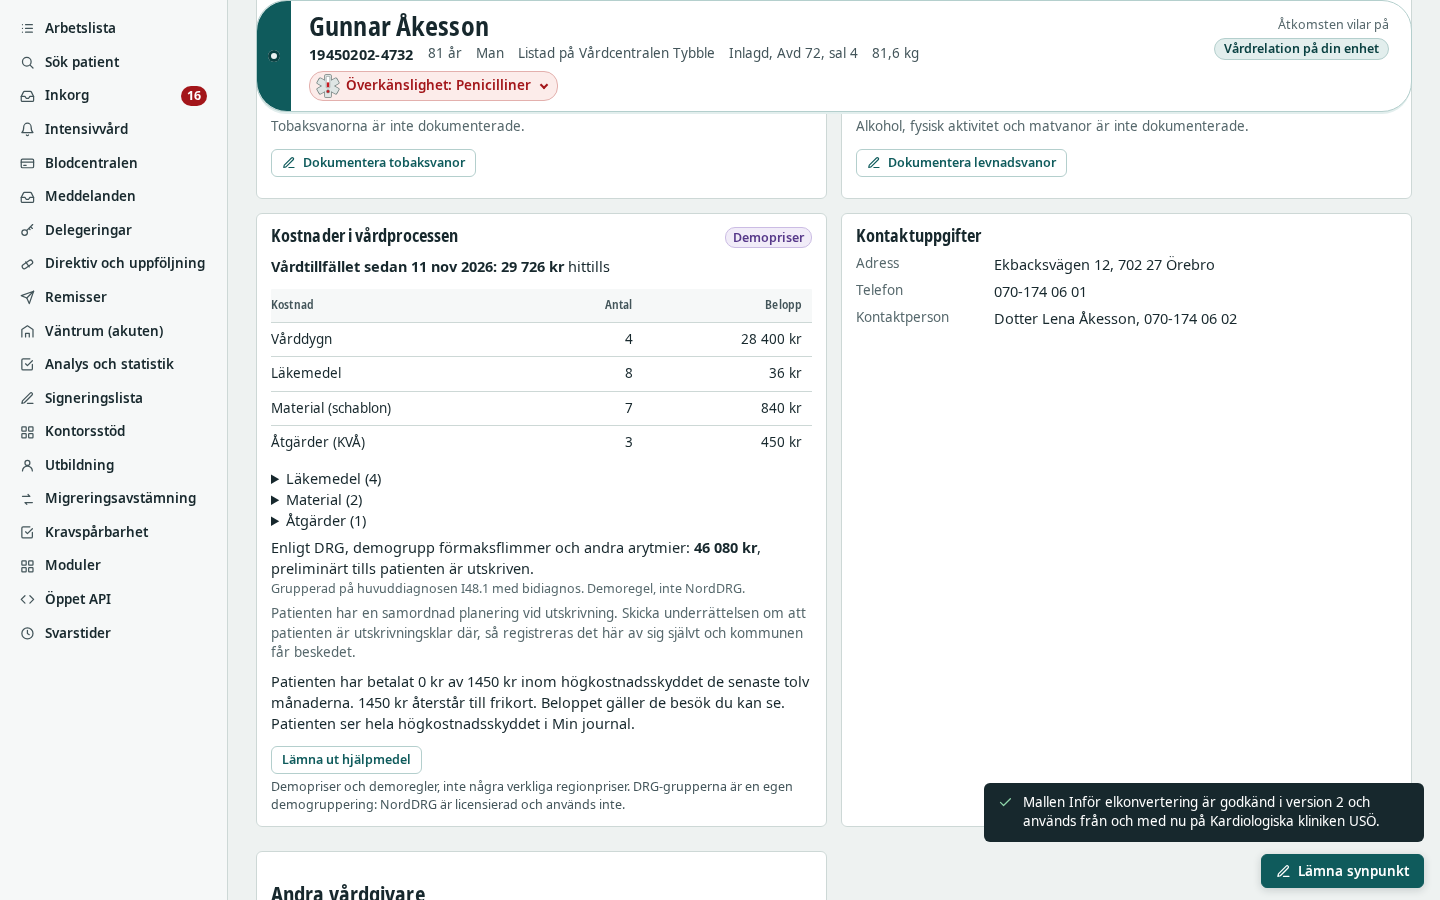 Arbetslista
Sök patient
Inkorg 16
Intensivvård
Blodcentralen
Meddelanden
Delegeringar
Direktiv och uppföljning
Remisser
Väntrum (akuten)
Analys och statistik
Signeringslista
Kontorsstöd
Utbildning
Migreringsavstämning
Kravspårbarhet
Moduler
Öppet API
Svarstider
Gunnar Åkesson
19450202-4732 81 år Man Listad på Vårdcentralen Tybble Inlagd, Avd 72, sal 4 81,6 kg
Överkänslighet: Penicilliner
Åtkomsten vilar på
Vårdrelation på din enhet
Tobaksvanorna är inte dokumenterade.
Dokumentera tobaksvanor
Alkohol, fysisk aktivitet och matvanor är inte dokumenterade.
Dokumentera levnadsvanor
Kostnader i vårdprocessen
Demopriser
Vårdtillfället sedan 11 nov 2026: 29 726 kr hittills
Kostnad Antal Belopp
Vårddygn 4 28 400 kr
Läkemedel 8 36 kr
Material (schablon) 7 840 kr
Åtgärder (KVÅ) 3 450 kr
Läkemedel (4)
Material (2)
Åtgärder (1)
Enligt DRG, demogrupp förmaksflimmer och andra arytmier: 46 080 kr,
preliminärt tills patienten är utskriven.
Grupperad på huvuddiagnosen I48.1 med bidiagnos. Demoregel, inte NordDRG.
Patienten har en samordnad planering vid utskrivning. Skicka underrättelsen om att
patienten är utskrivningsklar där, så registreras det här av sig självt och kommunen
får beskedet.
Patienten har betalat 0 kr av 1450 kr inom högkostnadsskyddet de senaste tolv
månaderna. 1450 kr återstår till frikort. Beloppet gäller de besök du kan se.
Patienten ser hela högkostnadsskyddet i Min journal.
Lämna ut hjälpmedel
Demopriser och demoregler, inte några verkliga regionpriser. DRG-grupperna är en egen
demogruppering: NordDRG är licensierad och används inte.
Kontaktuppgifter
Adress Ekbacksvägen 12, 702 27 Örebro
Telefon 070-174 06 01
Kontaktperson Dotter Lena Åkesson, 070-174 06 02
Mallen Inför elkonvertering är godkänd i version 2 och
används från och med nu på Kardiologiska kliniken USÖ.
Lämna synpunkt
Andra vårdgivare